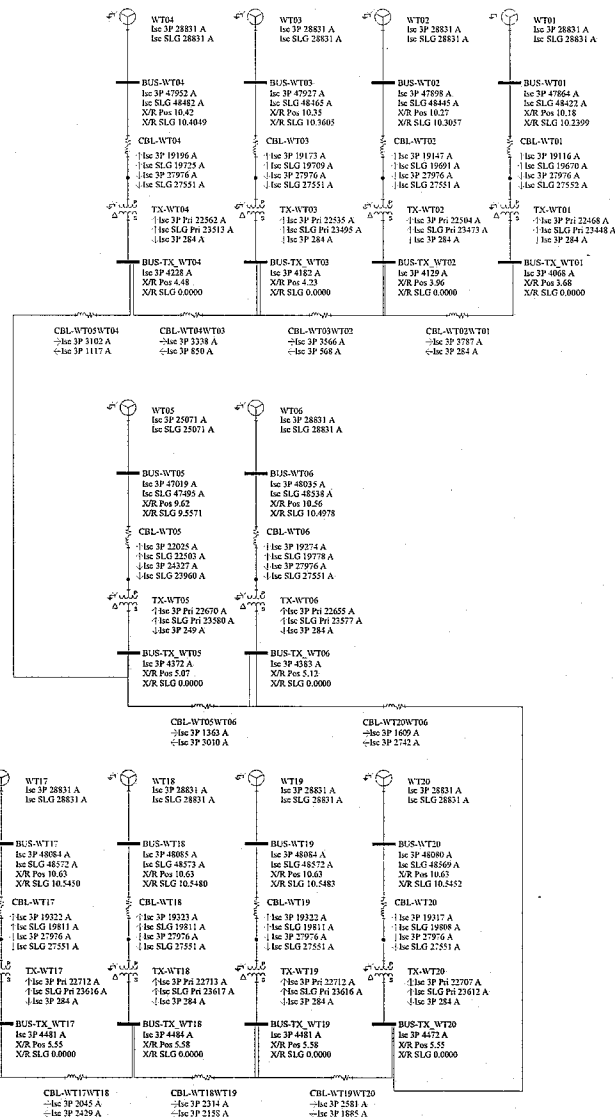 WT04
Isc 3P 28831 A
Isc SLG 28831 A
WT03
Isc 3P 28831 A
Isc SLG 28831 A
WT02
Isc 3P 28831 A
Isc SLG 28831 A
WT01
Isc 3P 28831 A
Isc SLG 28831 A
BUS-WT04
Isc 3P 47952 A
Isc SLG 48482 A
X/R Pos 10.42
X/R SLG 10.4049
BUS-WT03
Isc 3P 47927 A
Isc SLG 48465 A
X/R Pos 10.35
X/R SLG 10.3605
BUS-WT02
Isc 3P 47898 A
Isc SLG 48445 A
X/R Pos 10.27
X/R SLG 10.3057
BUS-WT01
Isc 3P 47864 A
Isc SLG 48422 A
X/R Pos 10.18
X/R SLG 10.2399
CBL-WT04
Isc 3P 19196 A
Isc SLG 19725 A
Isc 3P 27976 A
Isc SLG 27551 A
CBL-WT03
Isc 3P 19173 A
Isc SLG 19709 A
Isc 3P 27976 A
Isc SLG 27551 A
CBL-WT02
Isc 3P 19147 A
Isc SLG 19691 A
Isc 3P 27976 A
Isc SLG 27551 A
CBL-WT01
Isc 3P 19116 A
Isc SLG 19670 A
Isc 3P 27976 A
Isc SLG 27552 A
TX-WT04
Isc 3P Pri 22562 A
Isc SLG Pri 23513 A
Isc 3P 284 A
TX-WT03
Isc 3P Pri 22535 A
Isc SLG Pri 23495 A
Isc 3P 284 A
TX-WT02
Isc 3P Pri 22504 A
Isc SLG Pri 23473 A
Isc 3P 284 A
TX-WT01
Isc 3P Pri 22468 A
Isc SLG Pri 23448 A
Isc 3P 284 A
BUS-TX_WT04
Isc 3P 4228 A
X/R Pos 4.48
X/R SLG 0.0000
BUS-TX_WT03
Isc 3P 4182 A
X/R Pos 4.23
X/R SLG 0.0000
BUS-TX_WT02
Isc 3P 4129 A
X/R Pos 3.96
X/R SLG 0.0000
BUS-TX_WT01
Isc 3P 4068 A
X/R Pos 3.68
X/R SLG 0.0000
CBL-WT05WT04
Isc 3P 3102 A
Isc 3P 1117 A
CBL-WT04WT03
Isc 3P 3338 A
Isc 3P 850 A
CBL-WT03WT02
Isc 3P 3566 A
Isc 3P 568 A
CBL-WT02WT01
Isc 3P 3787 A
Isc 3P 284 A
WT05
Isc 3P 25071 A
Isc SLG 25071 A
WT06
Isc 3P 28831 A
Isc SLG 28831 A
BUS-WT05
Isc 3P 47019 A
Isc SLG 47495 A
X/R Pos 9.62
X/R SLG 9.5571
BUS-WT06
Isc 3P 48035 A
Isc SLG 48538 A
X/R Pos 10.56
X/R SLG 10.4978
CBL-WT05
Isc 3P 22025 A
Isc SLG 22503 A
Isc 3P 24327 A
Isc SLG 23960 A
CBL-WT06
Isc 3P 19274 A
Isc SLG 19778 A
Isc 3P 27976 A
Isc SLG 27551 A
TX-WT05
Isc 3P Pri 22670 A
Isc SLG Pri 23580 A
Isc 3P 249 A
TX-WT06
Isc 3P Pri 22655 A
Isc SLG Pri 23577 A
Isc 3P 284 A
BUS-TX_WT05
Isc 3P 4372 A
X/R Pos 5.07
X/R SLG 0.0000
BUS-TX_WT06
Isc 3P 4383 A
X/R Pos 5.12
X/R SLG 0.0000
CBL-WT05WT06
Isc 3P 1363 A
Isc 3P 3010 A
CBL-WT20WT06
Isc 3P 1609 A
Isc 3P 2742 A
WT17
Isc 3P 28831 A
Isc SLG 28831 A
WT18
Isc 3P 28831 A
Isc SLG 28831 A
WT19
Isc 3P 28831 A
Isc SLG 28831 A
WT20
Isc 3P 28831 A
Isc SLG 28831 A
BUS-WT17
Isc 3P 48084 A
Isc SLG 48572 A
X/R Pos 10.63
X/R SLG 10.5450
BUS-WT18
Isc 3P 48085 A
Isc SLG 48573 A
X/R Pos 10.63
X/R SLG 10.5480
BUS-WT19
Isc 3P 48084 A
Isc SLG 48572 A
X/R Pos 10.63
X/R SLG 10.5483
BUS-WT20
Isc 3P 48080 A
Isc SLG 48569 A
X/R Pos 10.63
X/R SLG 10.5452
CBL-WT17
Isc 3P 19322 A
Isc SLG 19811 A
Isc 3P 27976 A
Isc SLG 27551 A
CBL-WT18
Isc 3P 19323 A
Isc SLG 19811 A
Isc 3P 27976 A
Isc SLG 27551 A
CBL-WT19
Isc 3P 19322 A
Isc SLG 19811 A
Isc 3P 27976 A
Isc SLG 27551 A
CBL-WT20
Isc 3P 19317 A
Isc SLG 19808 A
Isc 3P 27976 A
Isc SLG 27551 A
TX-WT17
Isc 3P Pri 22712 A
Isc SLG Pri 23616 A
Isc 3P 284 A
TX-WT18
Isc 3P Pri 22713 A
Isc SLG Pri 23617 A
Isc 3P 284 A
TX-WT19
Isc 3P Pri 22712 A
Isc SLG Pri 23616 A
Isc 3P 284 A
TX-WT20
Isc 3P Pri 22707 A
Isc SLG Pri 23612 A
Isc 3P 284 A
BUS-TX_WT17
Isc 3P 4481 A
X/R Pos 5.55
X/R SLG 0.0000
BUS-TX_WT18
Isc 3P 4484 A
X/R Pos 5.58
X/R SLG 0.0000
BUS-TX_WT19
Isc 3P 4481 A
X/R Pos 5.58
X/R SLG 0.0000
BUS-TX_WT20
Isc 3P 4472 A
X/R Pos 5.55
X/R SLG 0.0000
CBL-WT17WT18
Isc 3P 2045 A
Isc 3P 2429 A
CBL-WT18WT19
Isc 3P 2314 A
Isc 3P 2158 A
CBL-WT19WT20
Isc 3P 2581 A
Isc 3P 1885 A